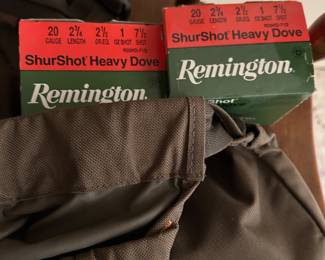 20 2¾ 2½ 1 7½
GAUGE LENGTH DR.EQ. OZ.SHOT SHOT
ShurShot Heavy Dove
Remington
20 2¾ 2½ 1 7½
GAUGE LENGTH DR.EQ. OZ.SHOT SHOT
ShurShot Heavy Dove
Remington
Shot